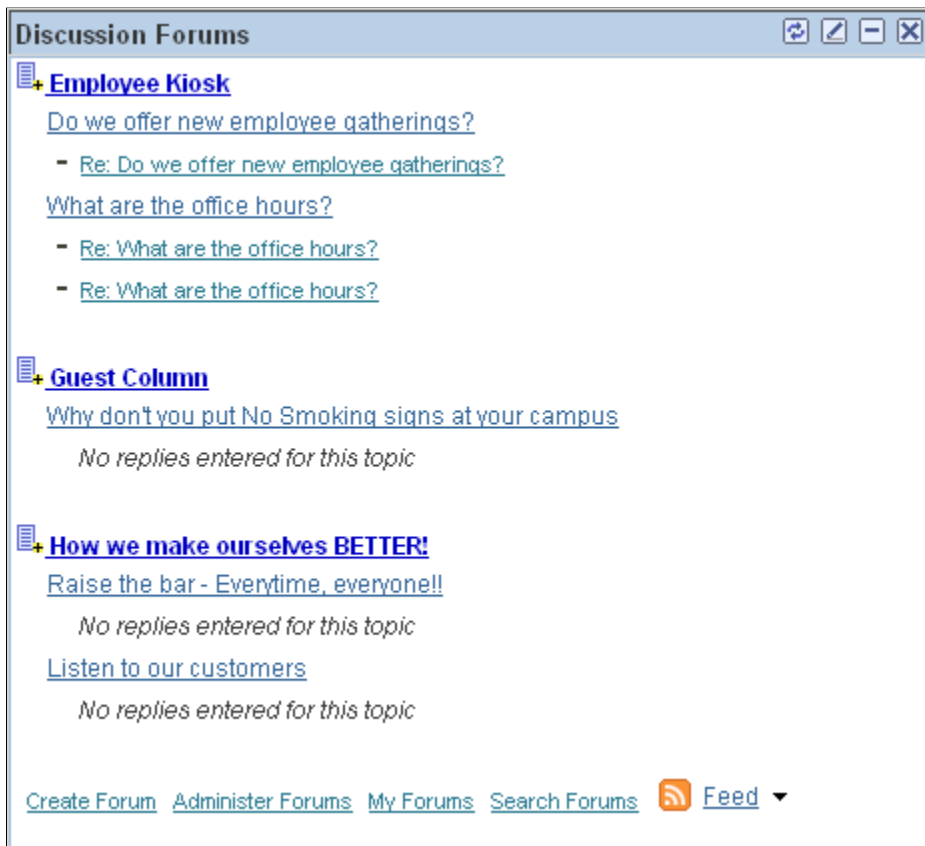 Discussion Forums
Employee Kiosk
Do we offer new employee gatherings?
- Re: Do we offer new employee gatherings?
What are the office hours?
- Re: What are the office hours?
- Re: What are the office hours?
Guest Column
Why don't you put No Smoking signs at your campus
No replies entered for this topic
How we make ourselves BETTER!
Raise the bar - Everytime, everyone!!
No replies entered for this topic
Listen to our customers
No replies entered for this topic
Create Forum Administer Forums My Forums Search Forums Feed